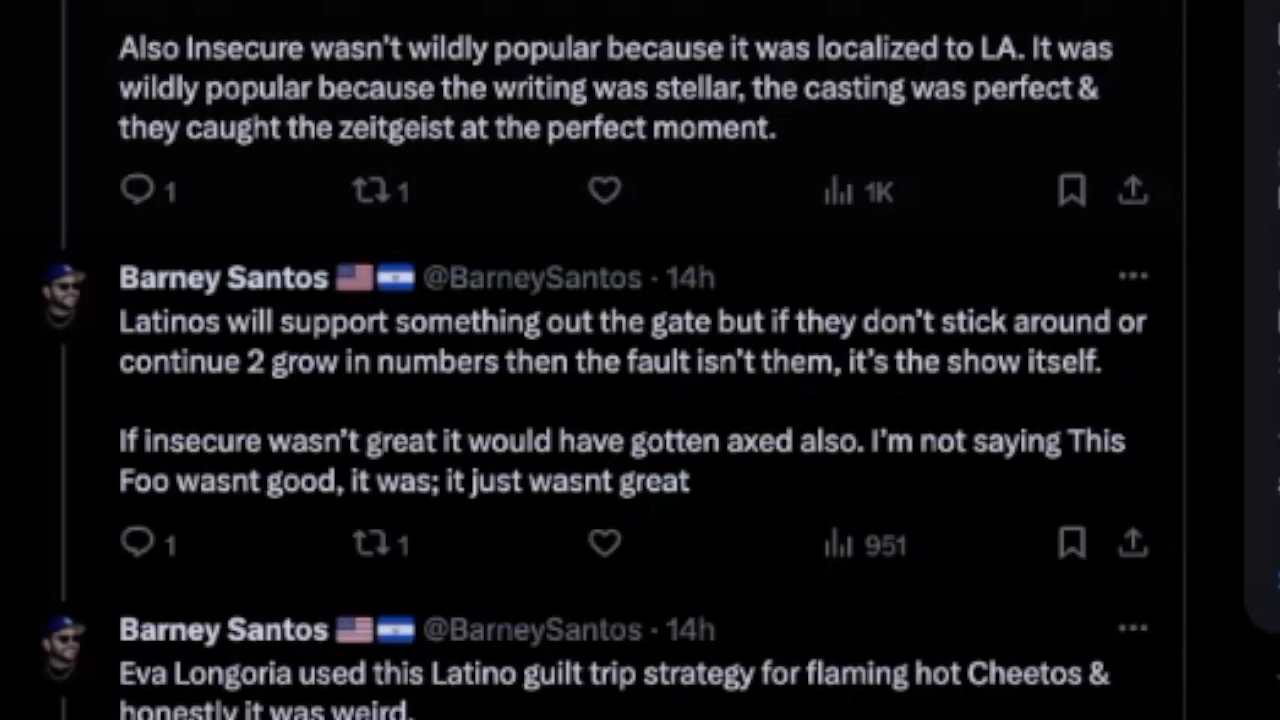 Also Insecure wasn't wildly popular because it was localized to LA. It was
wildly popular because the writing was stellar, the casting was perfect &
they caught the zeitgeist at the perfect moment.
1 1 1K
Barney Santos 🇺🇸🇸🇻 @BarneySantos · 14h
Latinos will support something out the gate but if they don't stick around or
continue 2 grow in numbers then the fault isn't them, it's the show itself.
If insecure wasn't great it would have gotten axed also. I'm not saying This
Foo wasnt good, it was; it just wasnt great
1 1 951
Barney Santos 🇺🇸🇸🇻 @BarneySantos · 14h
Eva Longoria used this Latino guilt trip strategy for flaming hot Cheetos &
honestly it was weird.